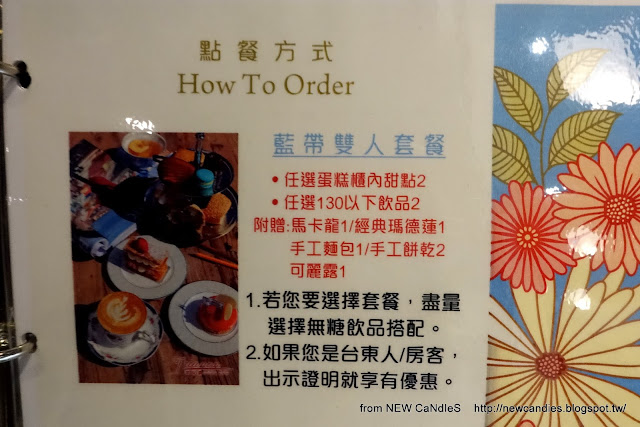 點餐方式
How To Order
藍帶雙人套餐
•任選蛋糕櫃內甜點2
•任選130以下飲品2
附贈:馬卡龍1/經典瑪德蓮1
手工麵包1/手工餅乾2
可麗露1
1.若您要選擇套餐，盡量
選擇無糖飲品搭配。
2.如果您是台東人/房客，
出示證明就享有優惠。
from NEW CaNdleS http://newcandies.blogspot.tw/